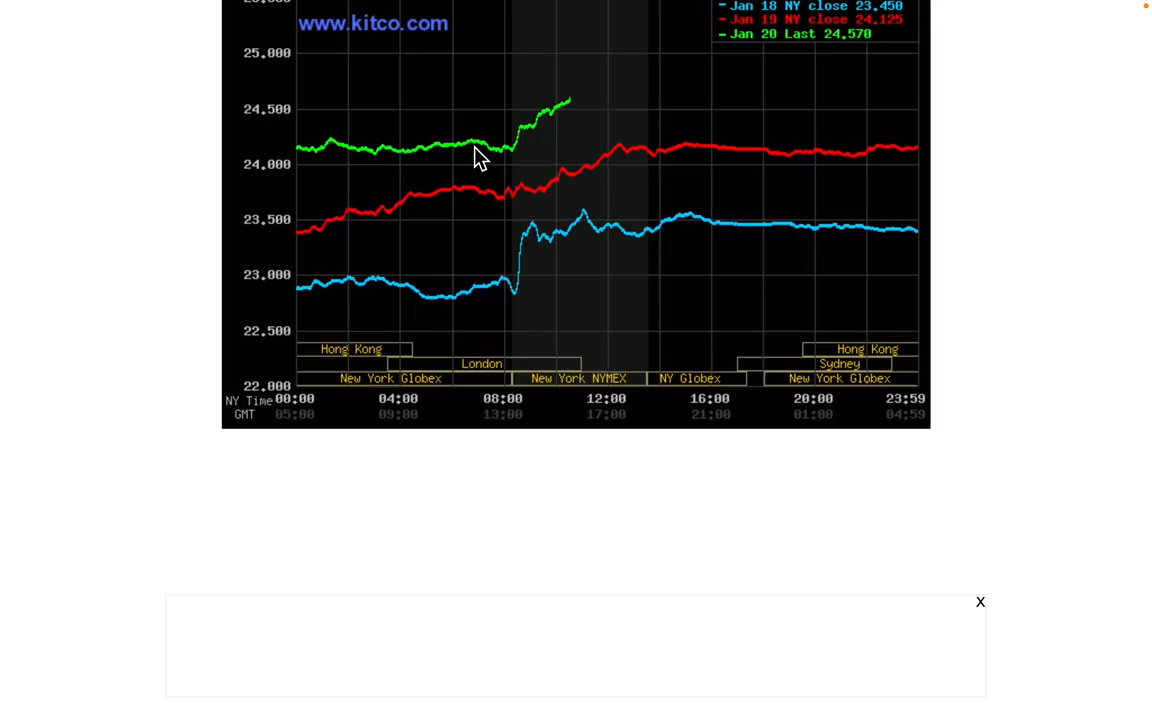 - Jan 18 NY close 23.450
www.kitco.com
- Jan 19 NY close 24.125
- Jan 20 Last 24.570
25.000
24.500
24.000
23.500
23.000
22.500
Hong Kong Hong Kong
London Sydney
New York Globex New York NYMEX NY Globex New York Globex
22.000
NY Time 00:00 04:00 08:00 12:00 16:00 20:00 23:59
GMT 05:00 09:00 13:00 17:00 21:00 01:00 04:59
X